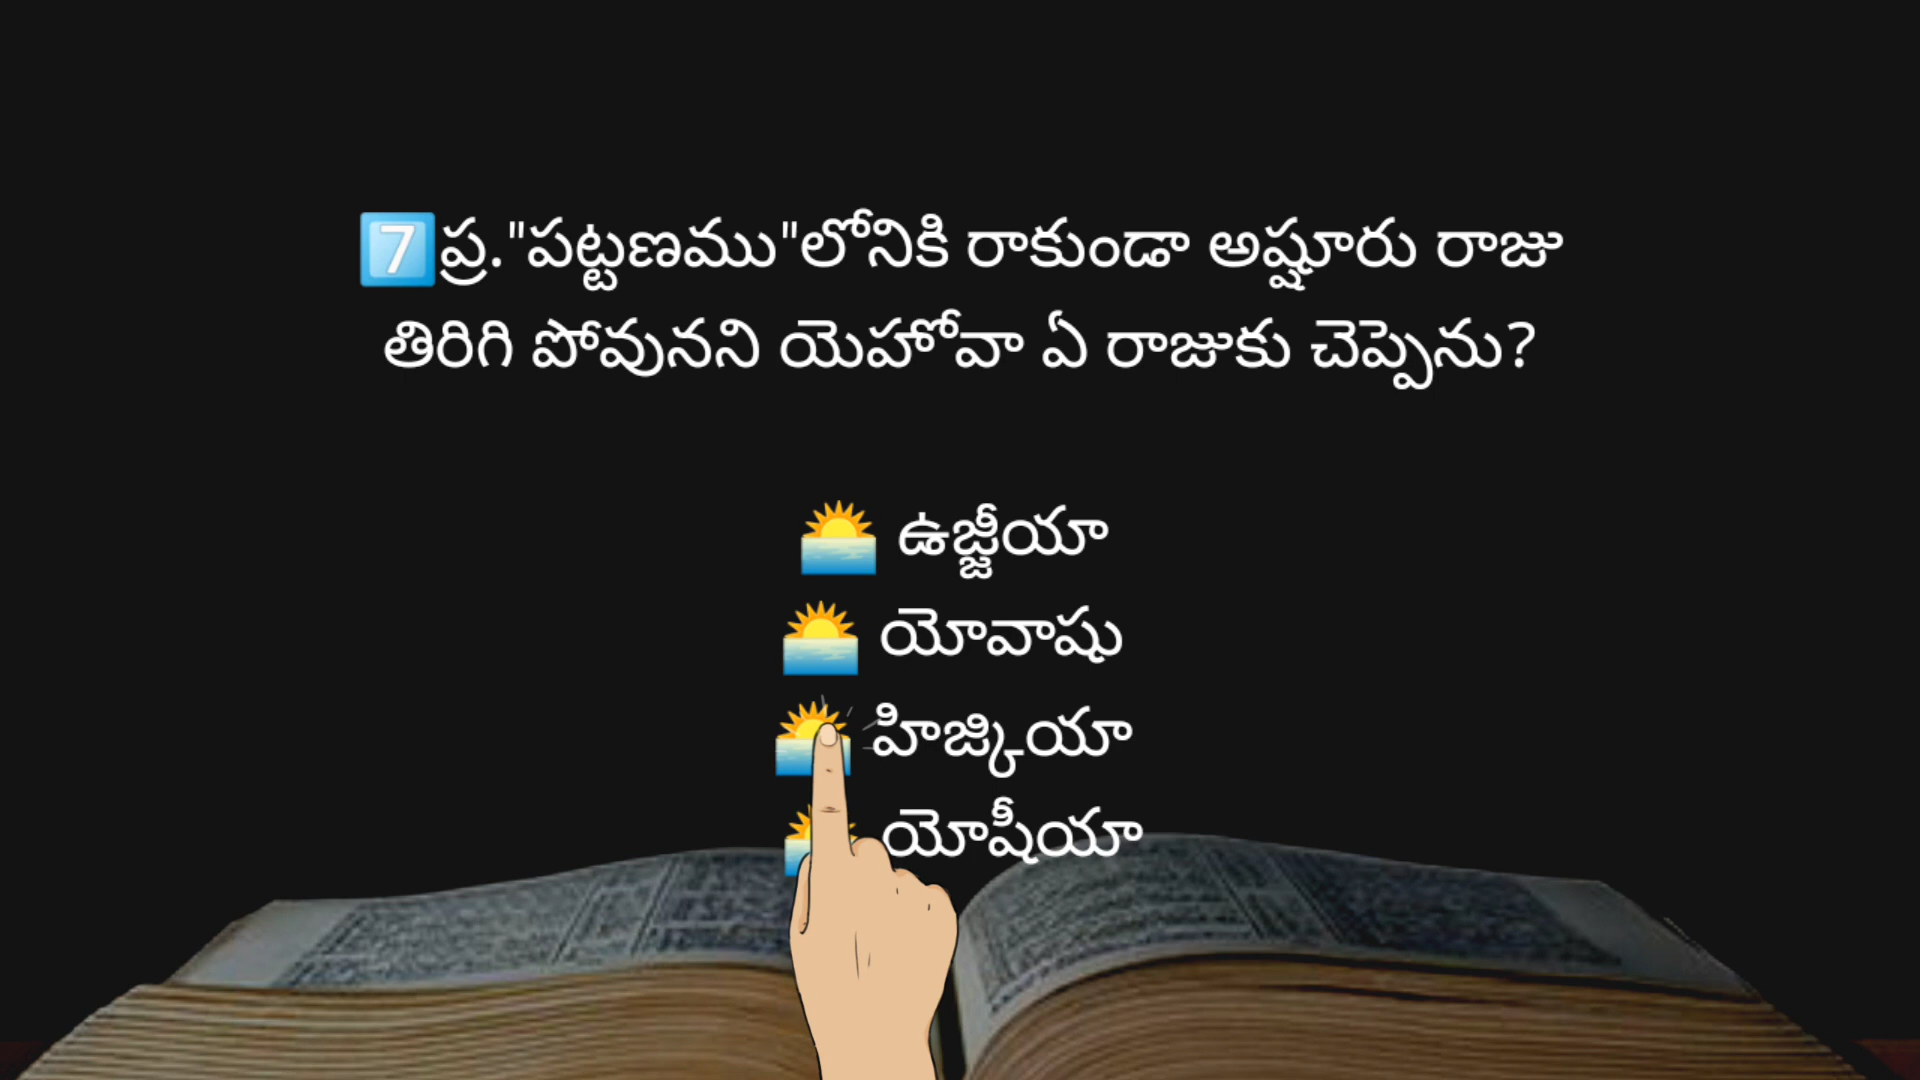 7️⃣ప్ర."పట్టణము"లోనికి రాకుండా అష్షూరు రాజు
తిరిగి పోవునని యెహోవా ఏ రాజుకు చెప్పెను?
🌅 ఉజ్జీయా
🌅 యోవాషు
🌅 హిజ్కియా
🌅 యోషీయా